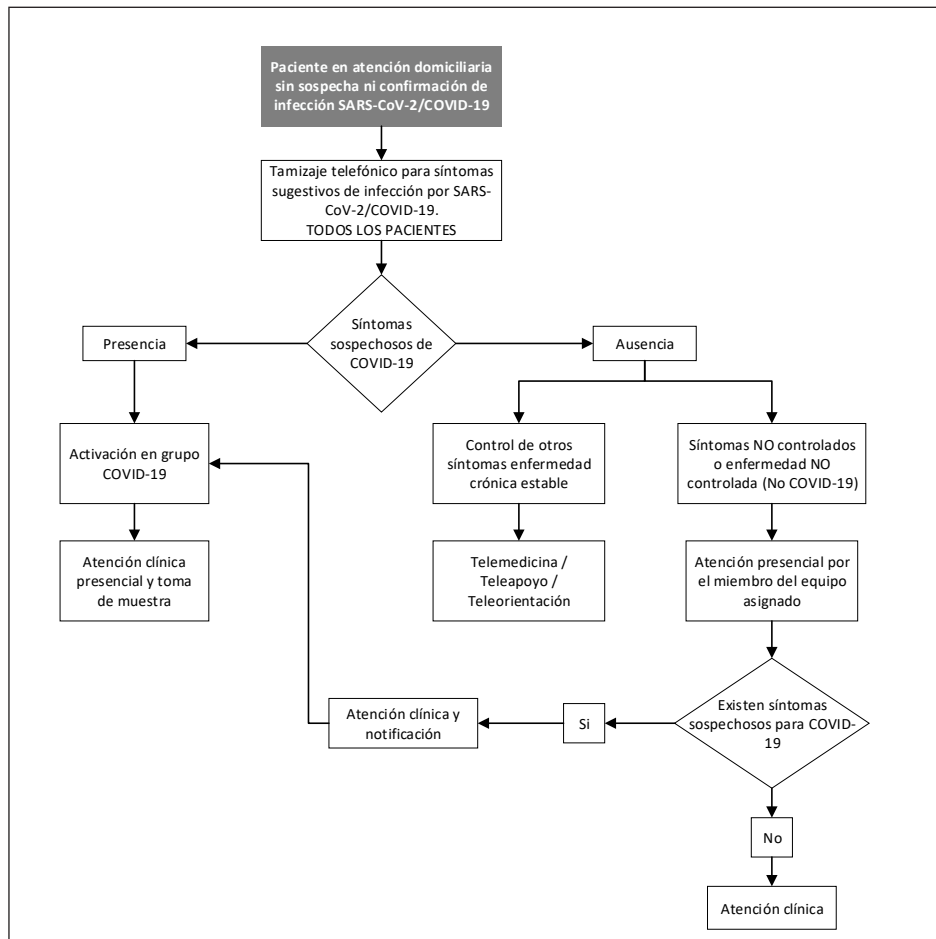 Paciente en atención domiciliaria
sin sospecha ni confirmación de
infección SARS-CoV-2/COVID-19
Tamizaje telefónico para síntomas
sugestivos de infección por SARS-
CoV-2/COVID-19.
TODOS LOS PACIENTES
Síntomas
sospechosos de
COVID-19
Presencia
Ausencia
Activación en grupo
COVID-19
Control de otros
síntomas enfermedad
crónica estable
Síntomas NO controlados
o enfermedad NO
controlada (No COVID-19)
Atención clínica
presencial y toma
de muestra
Telemedicina /
Teleapoyo /
Teleorientación
Atención presencial por
el miembro del equipo
asignado
Existen síntomas
sospechosos para COVID-
19
Si
Atención clínica y
notificación
No
Atención clínica